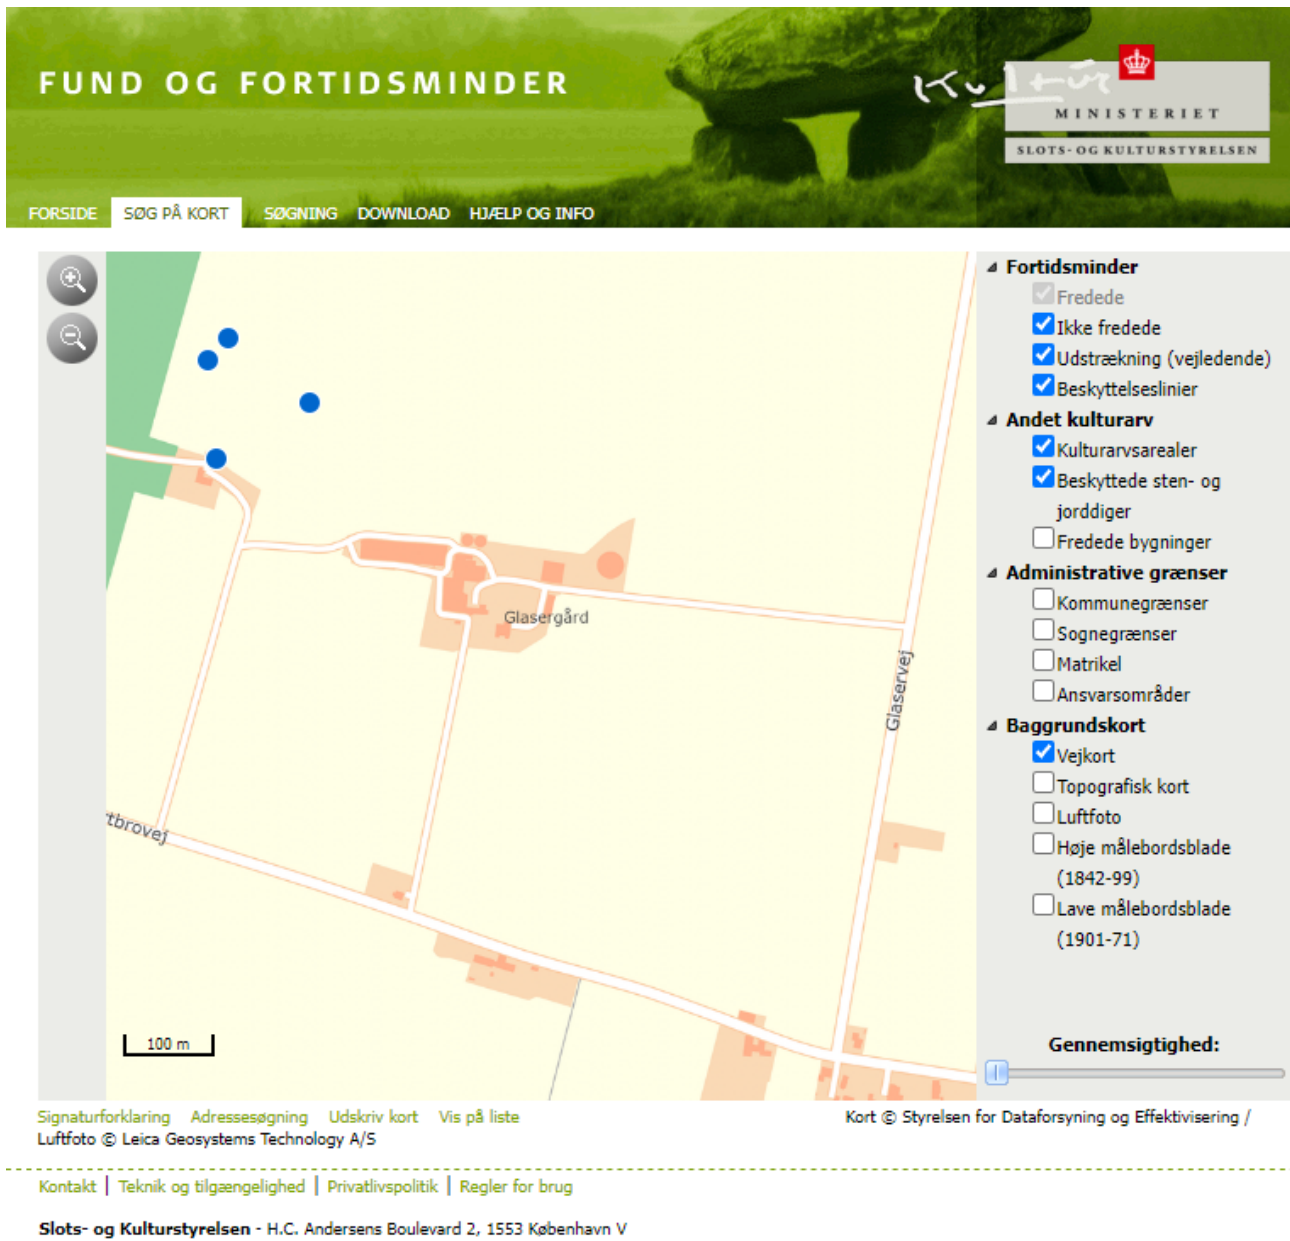 FUND OG FORTIDSMINDER
Kultur
MINISTERIET
SLOTS- OG KULTURSTYRELSEN
FORSIDE SØG PÅ KORT SØGNING DOWNLOAD HJÆLP OG INFO
Fortidsminder
Fredede
Ikke fredede
Udstrækning (vejledende)
Beskyttelseslinier
Andet kulturarv
Kulturarvsarealer
Beskyttede sten- og
jorddiger
Fredede bygninger
Administrative grænser
Kommunegrænser
Sognegrænser
Matrikel
Ansvarsområder
Baggrundskort
Vejkort
Topografisk kort
Luftfoto
Høje målebordsblade
(1842-99)
Lave målebordsblade
(1901-71)
Gennemsigtighed:
Glasergård
Glaservej
tbrovej
100 m
Signaturforklaring Adressesøgning Udskriv kort Vis på liste
Kort © Styrelsen for Dataforsyning og Effektivisering /
Luftfoto © Leica Geosystems Technology A/S
Kontakt | Teknik og tilgængelighed | Privatlivspolitik | Regler for brug
Slots- og Kulturstyrelsen - H.C. Andersens Boulevard 2, 1553 København V